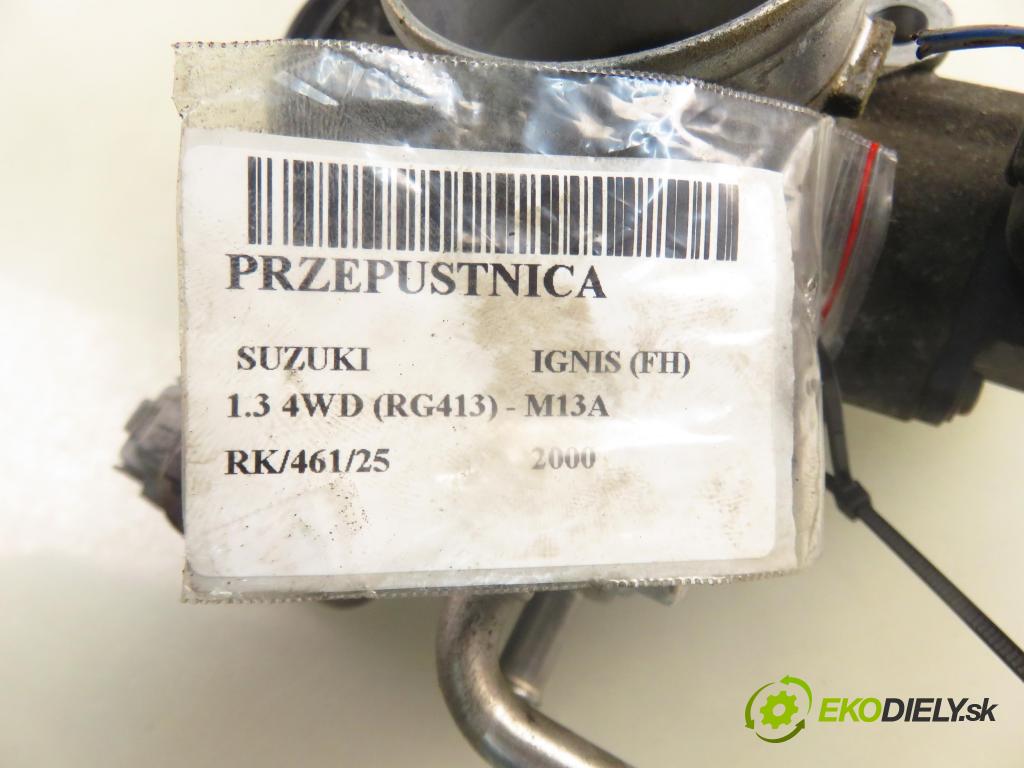 PRZEPUSTNICA
SUZUKI IGNIS (FH)
1.3 4WD (RG413) - M13A
RK/461/25 2000
EKODIELY.sk